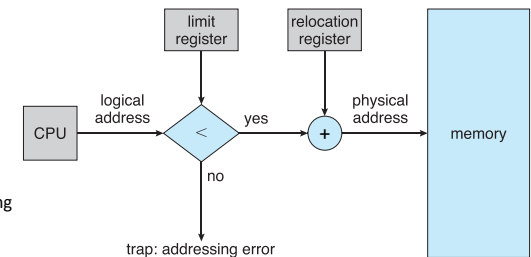 limit
register
relocation
register
logical
address
CPU
<
yes
+
physical
address
memory
no
trap: addressing error